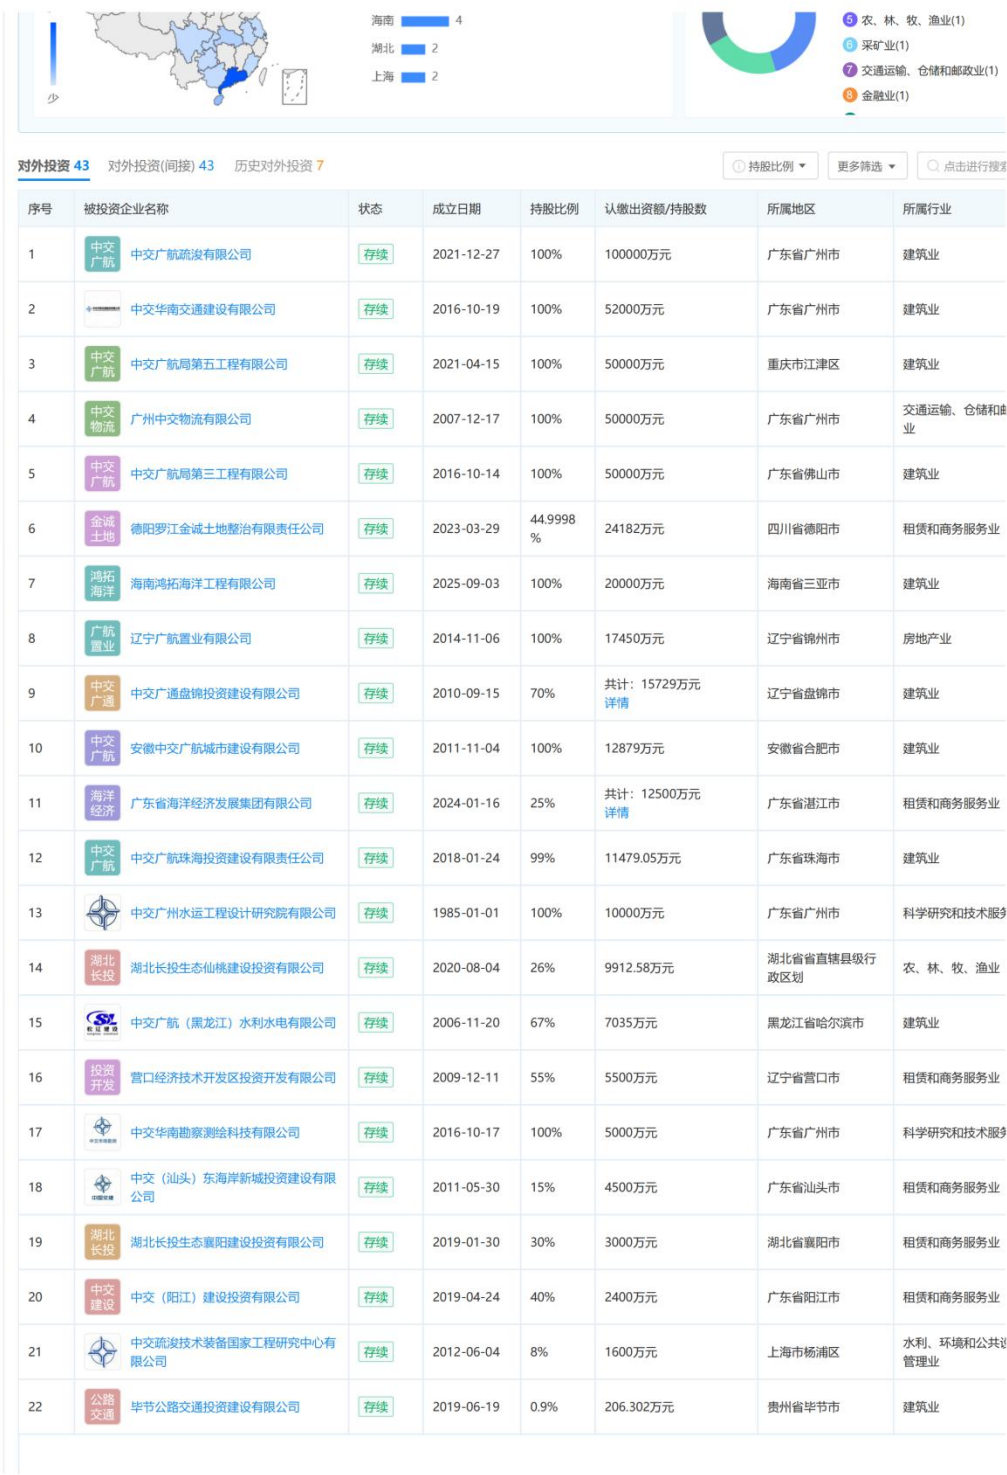 海南 4
5 农、林、牧、渔业(1)
湖北 2
6 采矿业(1)
上海 2
7 交通运输、仓储和邮政业(1)
少
8 金融业(1)
对外投资 43 对外投资(间接) 43 历史对外投资 7 持股比例 更多筛选 点击进行搜索
序号 被投资企业名称 状态 成立日期 持股比例 认缴出资额/持股数 所属地区 所属行业
1 中交广航 中交广航疏浚有限公司 存续 2021-12-27 100% 100000万元 广东省广州市 建筑业
2 中交华南交通建设有限公司 存续 2016-10-19 100% 52000万元 广东省广州市 建筑业
3 中交广航 中交广航局第五工程有限公司 存续 2021-04-15 100% 50000万元 重庆市江津区 建筑业
4 中交物流 广州中交物流有限公司 存续 2007-12-17 100% 50000万元 广东省广州市 交通运输、仓储和邮
业
5 中交广航 中交广航局第三工程有限公司 存续 2016-10-14 100% 50000万元 广东省佛山市 建筑业
6 金诚土地 德阳罗江金诚土地整治有限责任公司 存续 2023-03-29 44.9998
% 24182万元 四川省德阳市 租赁和商务服务业
7 鸿拓海洋 海南鸿拓海洋工程有限公司 存续 2025-09-03 100% 20000万元 海南省三亚市 建筑业
8 广航置业 辽宁广航置业有限公司 存续 2014-11-06 100% 17450万元 辽宁省锦州市 房地产业
9 中交广通 中交广通盘锦投资建设有限公司 存续 2010-09-15 70% 共计：15729万元
详情 辽宁省盘锦市 建筑业
10 中交广航 安徽中交广航城市建设有限公司 存续 2011-11-04 100% 12879万元 安徽省合肥市 建筑业
11 海洋经济 广东省海洋经济发展集团有限公司 存续 2024-01-16 25% 共计：12500万元
详情 广东省湛江市 租赁和商务服务业
12 中交广航 中交广航珠海投资建设有限责任公司 存续 2018-01-24 99% 11479.05万元 广东省珠海市 建筑业
13 中交广州水运工程设计研究院有限公司 存续 1985-01-01 100% 10000万元 广东省广州市 科学研究和技术服务
14 湖北长投 湖北长投生态仙桃建设投资有限公司 存续 2020-08-04 26% 9912.58万元 湖北省省直辖县级行
政区划 农、林、牧、渔业
15 中交广航（黑龙江）水利水电有限公司 存续 2006-11-20 67% 7035万元 黑龙江省哈尔滨市 建筑业
16 投资开发 营口经济技术开发区投资开发有限公司 存续 2009-12-11 55% 5500万元 辽宁省营口市 租赁和商务服务业
17 中交华南勘察测绘科技有限公司 存续 2016-10-17 100% 5000万元 广东省广州市 科学研究和技术服务
18 中交（汕头）东海岸新城投资建设有限
公司 存续 2011-05-30 15% 4500万元 广东省汕头市 租赁和商务服务业
19 湖北长投 湖北长投生态襄阳建设投资有限公司 存续 2019-01-30 30% 3000万元 湖北省襄阳市 租赁和商务服务业
20 中交建设 中交（阳江）建设投资有限公司 存续 2019-04-24 40% 2400万元 广东省阳江市 租赁和商务服务业
21 中交疏浚技术装备国家工程研究中心有
限公司 存续 2012-06-04 8% 1600万元 上海市杨浦区 水利、环境和公共设
管理业
22 公路交通 毕节公路交通投资建设有限公司 存续 2019-06-19 0.9% 206.302万元 贵州省毕节市 建筑业